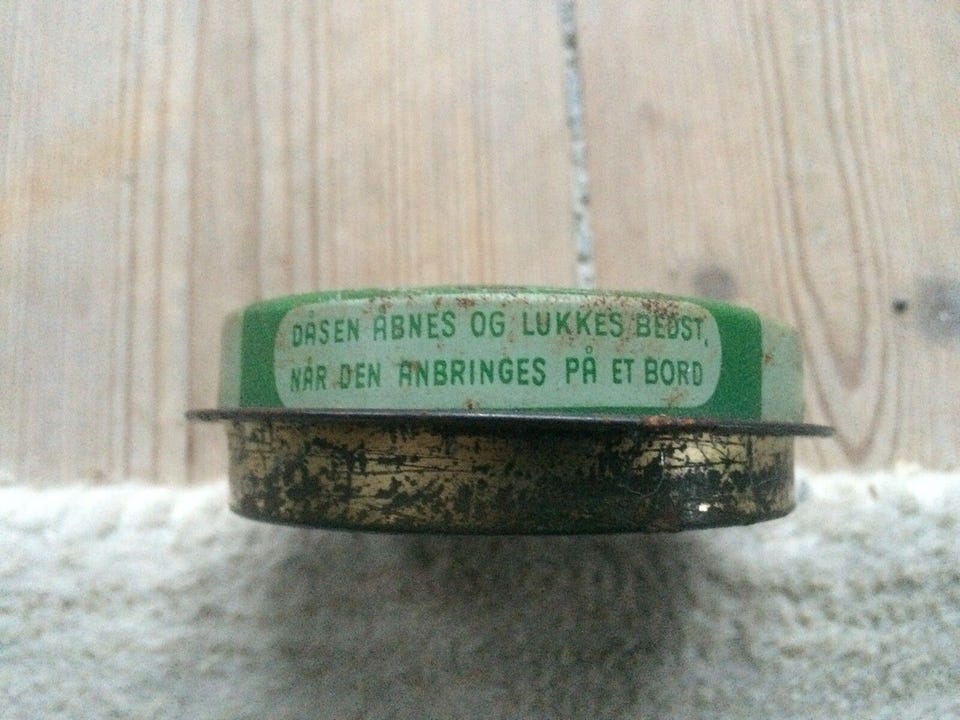 DÅSEN ÅBNES OG LUKKES BEDST,
NÅR DEN ANBRINGES PÅ ET BORD